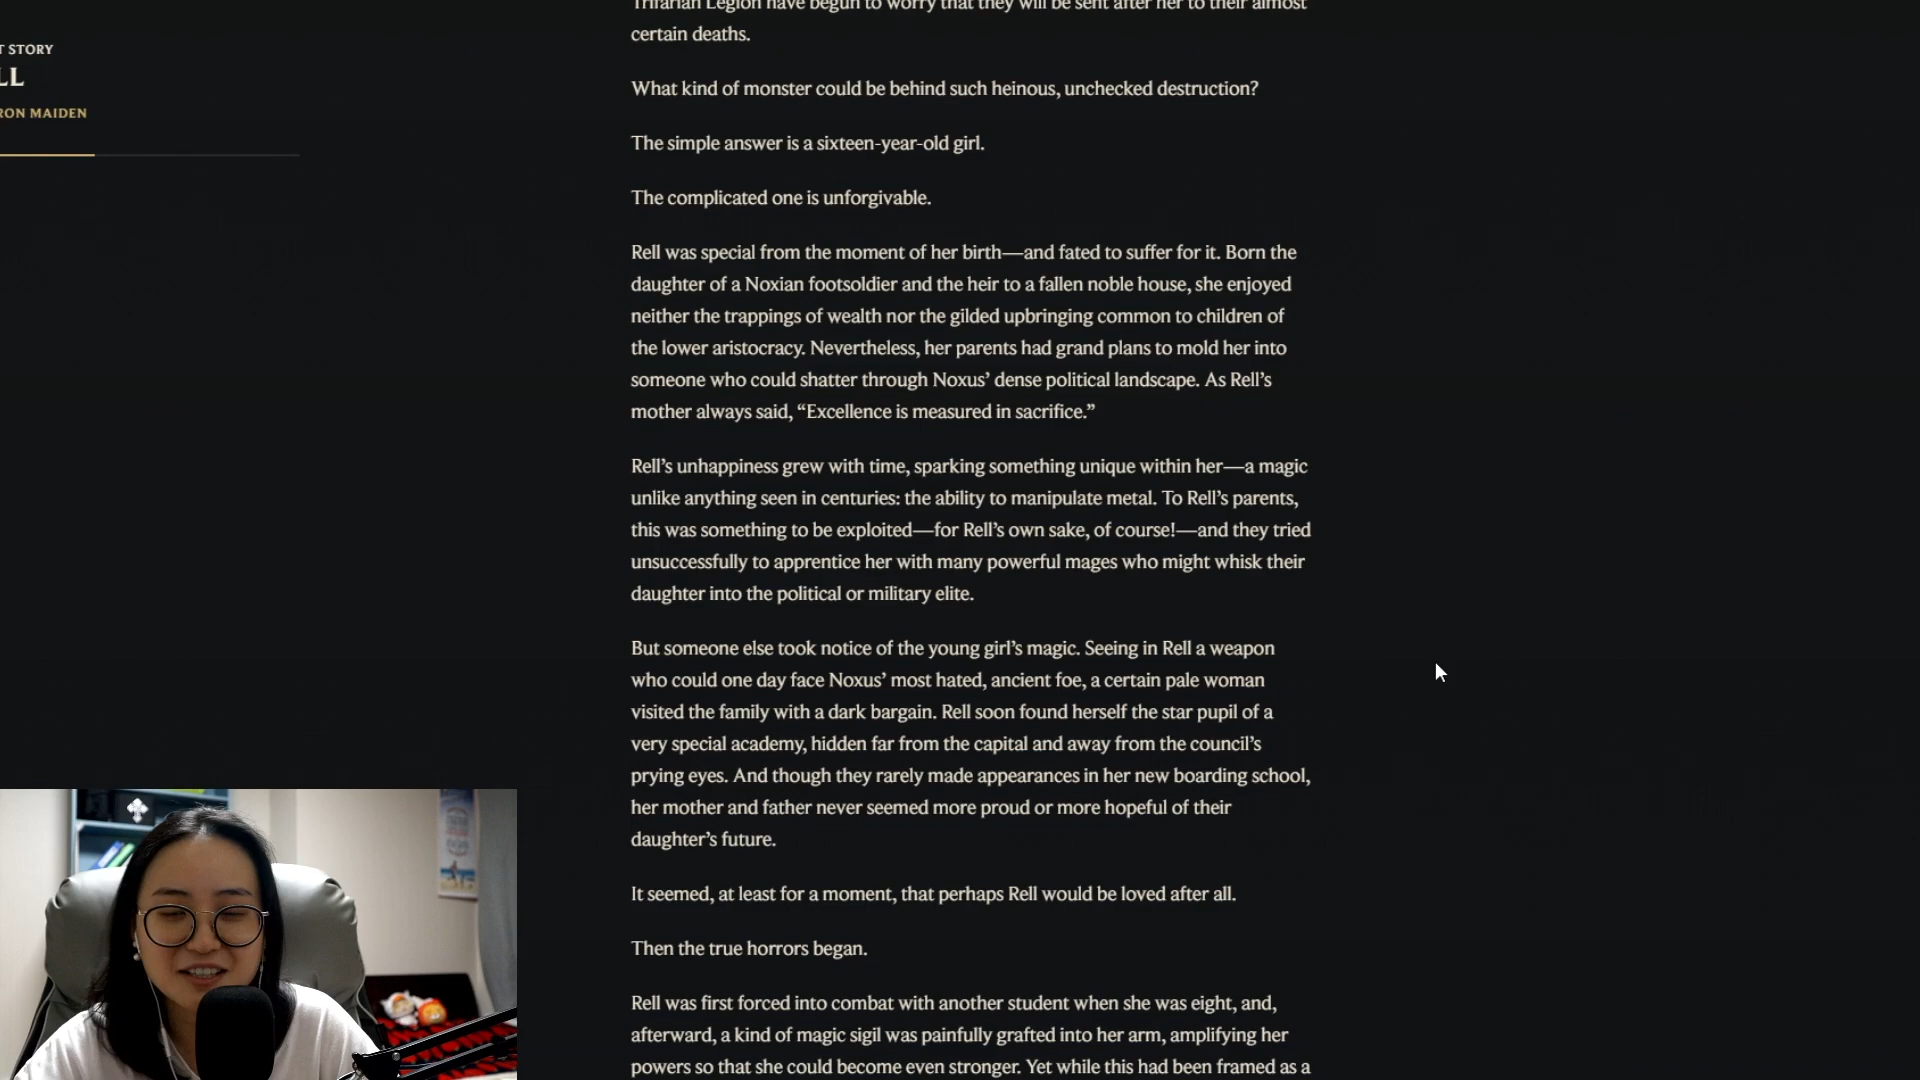 T STORY
LL
RON MAIDEN
Trifarian Legion have begun to worry that they will be sent after her to their almost
certain deaths.
What kind of monster could be behind such heinous, unchecked destruction?
The simple answer is a sixteen-year-old girl.
The complicated one is unforgivable.
Rell was special from the moment of her birth—and fated to suffer for it. Born the
daughter of a Noxian footsoldier and the heir to a fallen noble house, she enjoyed
neither the trappings of wealth nor the gilded upbringing common to children of
the lower aristocracy. Nevertheless, her parents had grand plans to mold her into
someone who could shatter through Noxus’ dense political landscape. As Rell’s
mother always said, “Excellence is measured in sacrifice.”
Rell’s unhappiness grew with time, sparking something unique within her—a magic
unlike anything seen in centuries: the ability to manipulate metal. To Rell’s parents,
this was something to be exploited—for Rell’s own sake, of course!—and they tried
unsuccessfully to apprentice her with many powerful mages who might whisk their
daughter into the political or military elite.
But someone else took notice of the young girl’s magic. Seeing in Rell a weapon
who could one day face Noxus’ most hated, ancient foe, a certain pale woman
visited the family with a dark bargain. Rell soon found herself the star pupil of a
very special academy, hidden far from the capital and away from the council’s
prying eyes. And though they rarely made appearances in her new boarding school,
her mother and father never seemed more proud or more hopeful of their
daughter’s future.
It seemed, at least for a moment, that perhaps Rell would be loved after all.
Then the true horrors began.
Rell was first forced into combat with another student when she was eight, and,
afterward, a kind of magic sigil was painfully grafted into her arm, amplifying her
powers so that she could become even stronger. Yet while this had been framed as a